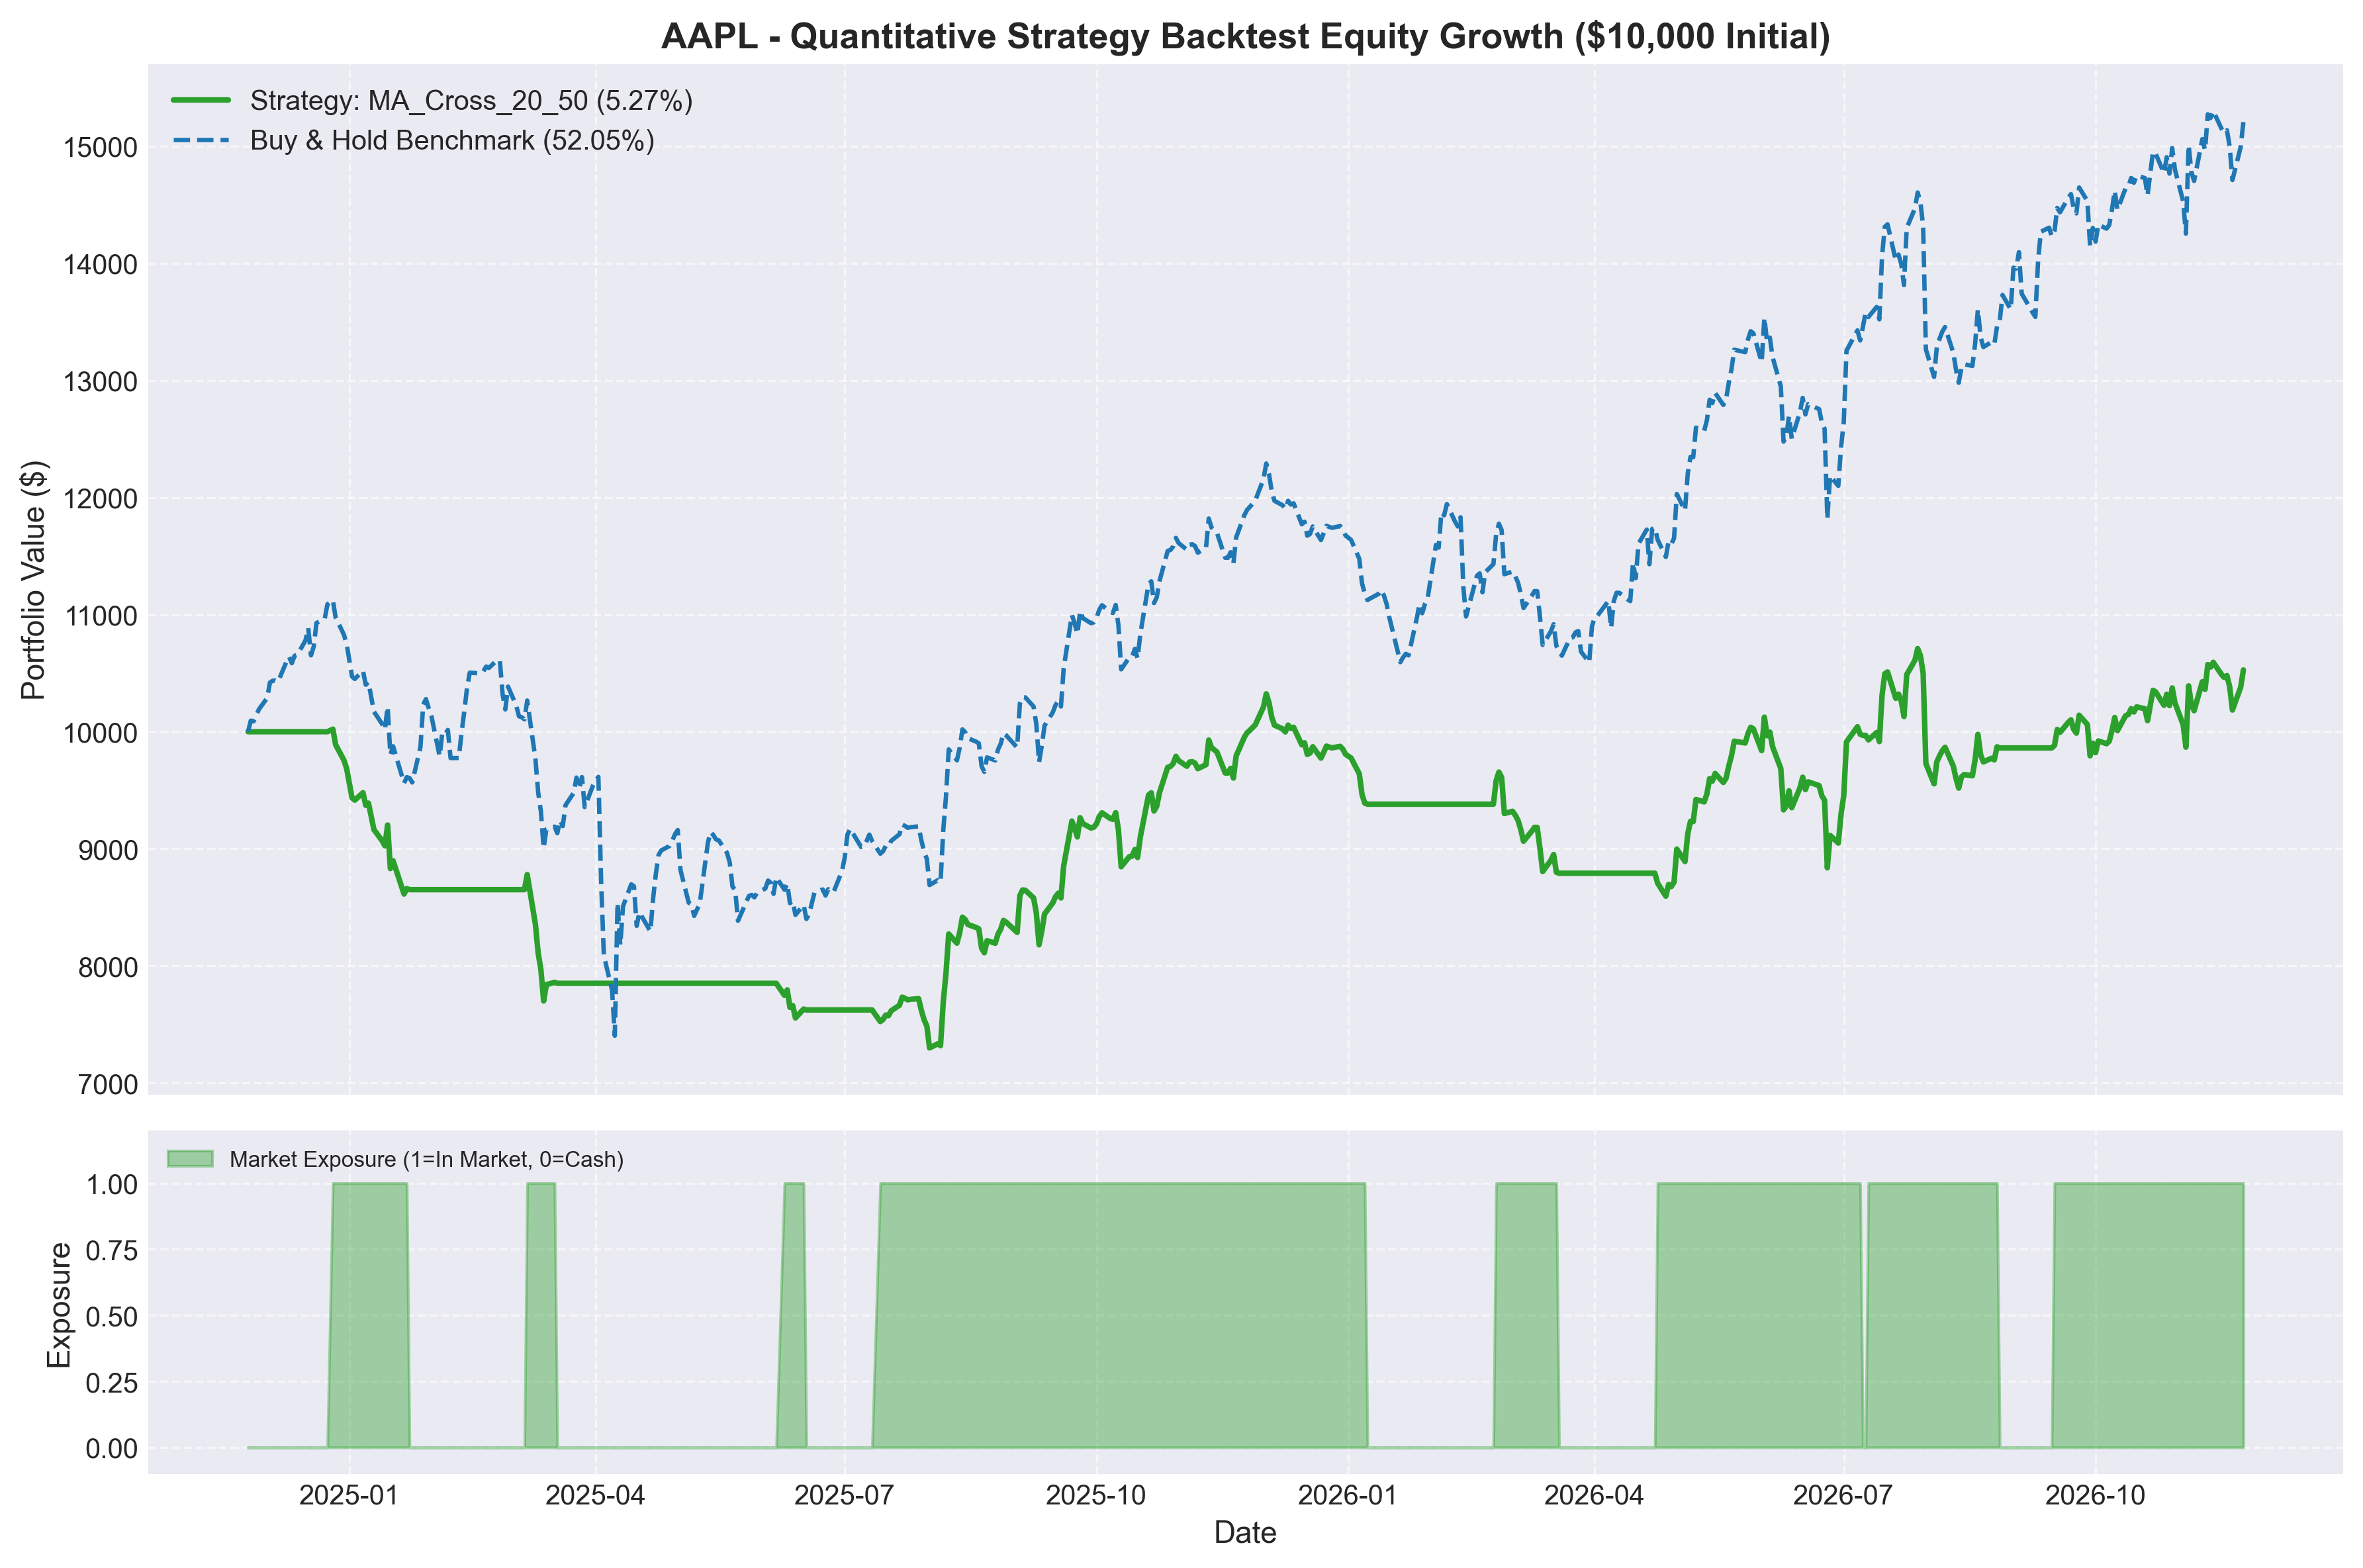 AAPL - Quantitative Strategy Backtest Equity Growth ($10,000 Initial)
Strategy: MA_Cross_20_50 (5.27%)
Buy & Hold Benchmark (52.05%)
Portfolio Value ($)
15000
14000
13000
12000
11000
10000
9000
8000
7000
Market Exposure (1=In Market, 0=Cash)
Exposure
1.00
0.75
0.50
0.25
0.00
2025-01 2025-04 2025-07 2025-10 2026-01 2026-04 2026-07 2026-10
Date